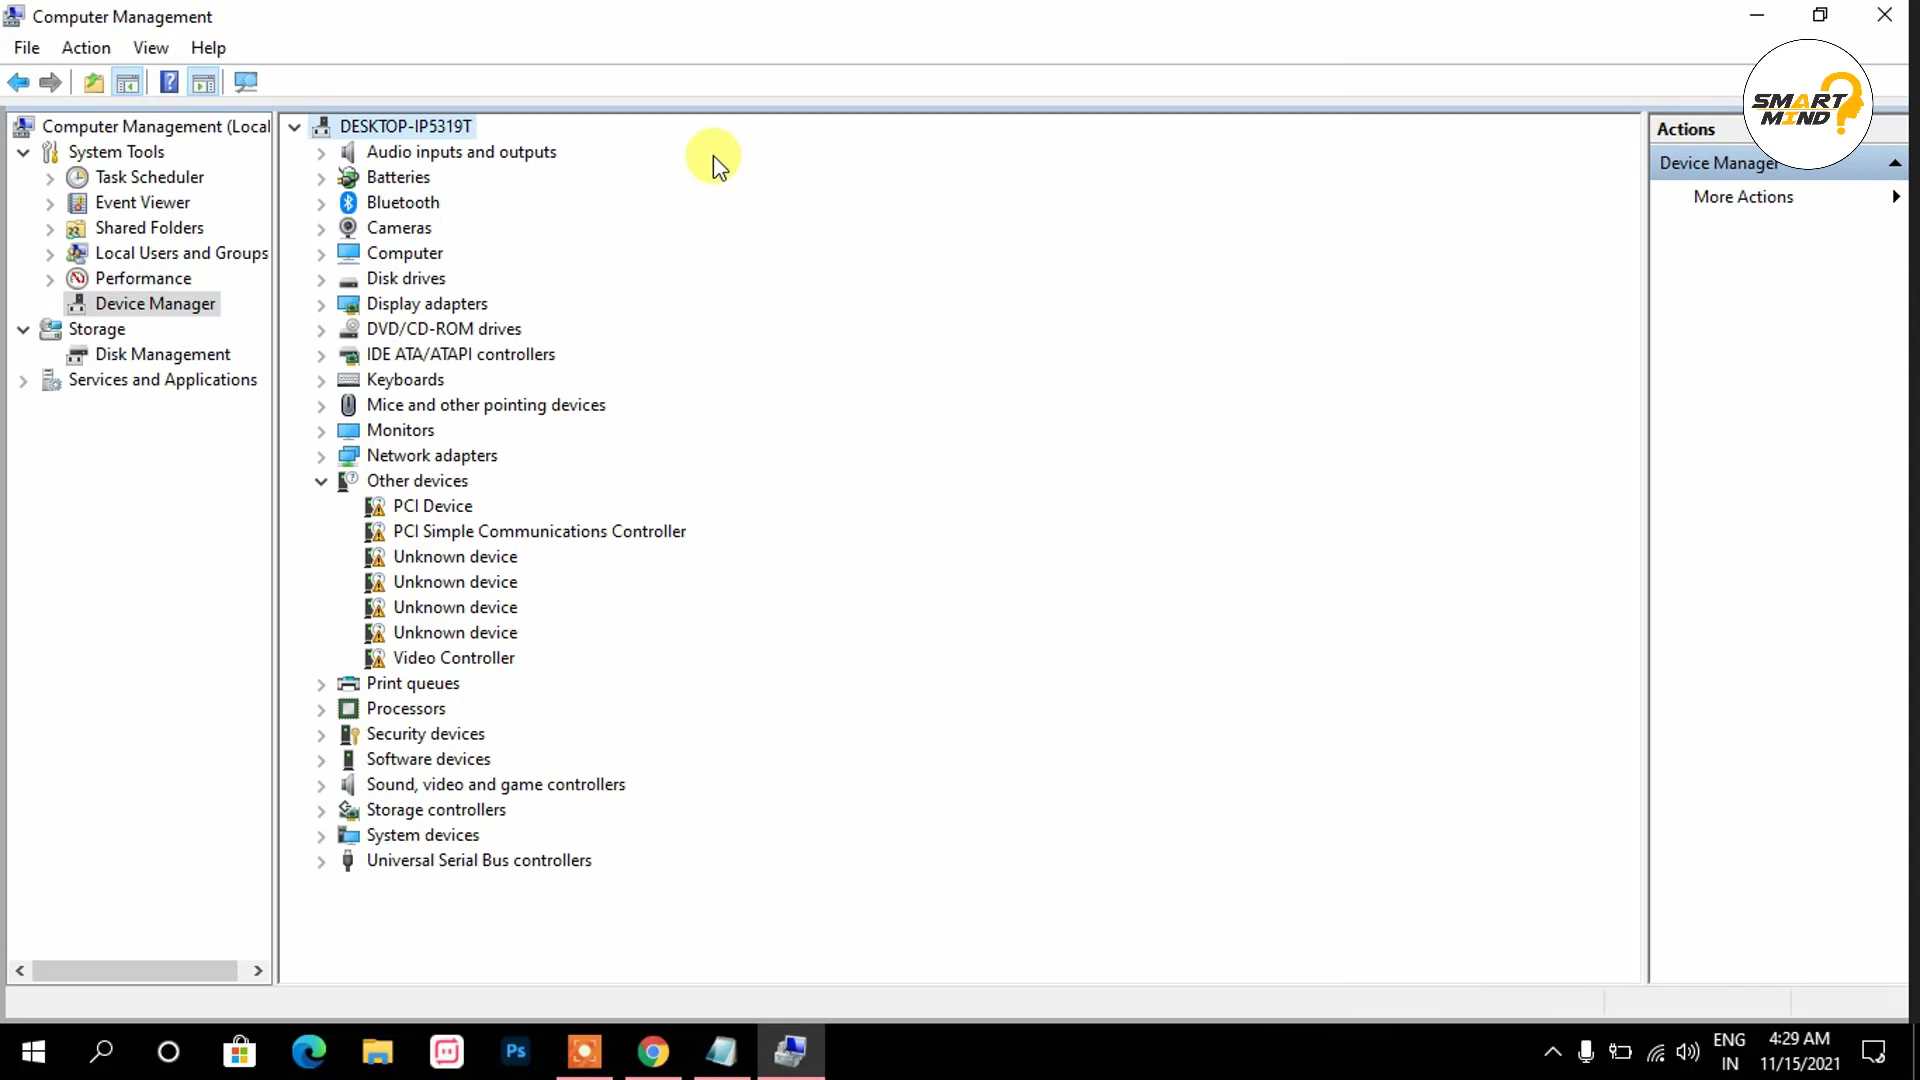 Computer Management
File Action View Help
Computer Management (Local
System Tools
Task Scheduler
Event Viewer
Shared Folders
Local Users and Groups
Performance
Device Manager
Storage
Disk Management
Services and Applications
DESKTOP-IP5319T
Audio inputs and outputs
Batteries
Bluetooth
Cameras
Computer
Disk drives
Display adapters
DVD/CD-ROM drives
IDE ATA/ATAPI controllers
Keyboards
Mice and other pointing devices
Monitors
Network adapters
Other devices
PCI Device
PCI Simple Communications Controller
Unknown device
Unknown device
Unknown device
Unknown device
Video Controller
Print queues
Processors
Security devices
Software devices
Sound, video and game controllers
Storage controllers
System devices
Universal Serial Bus controllers
Actions
Device Manager
More Actions
SMART
MIND
Ps
ENG
IN
4:29 AM
11/15/2021